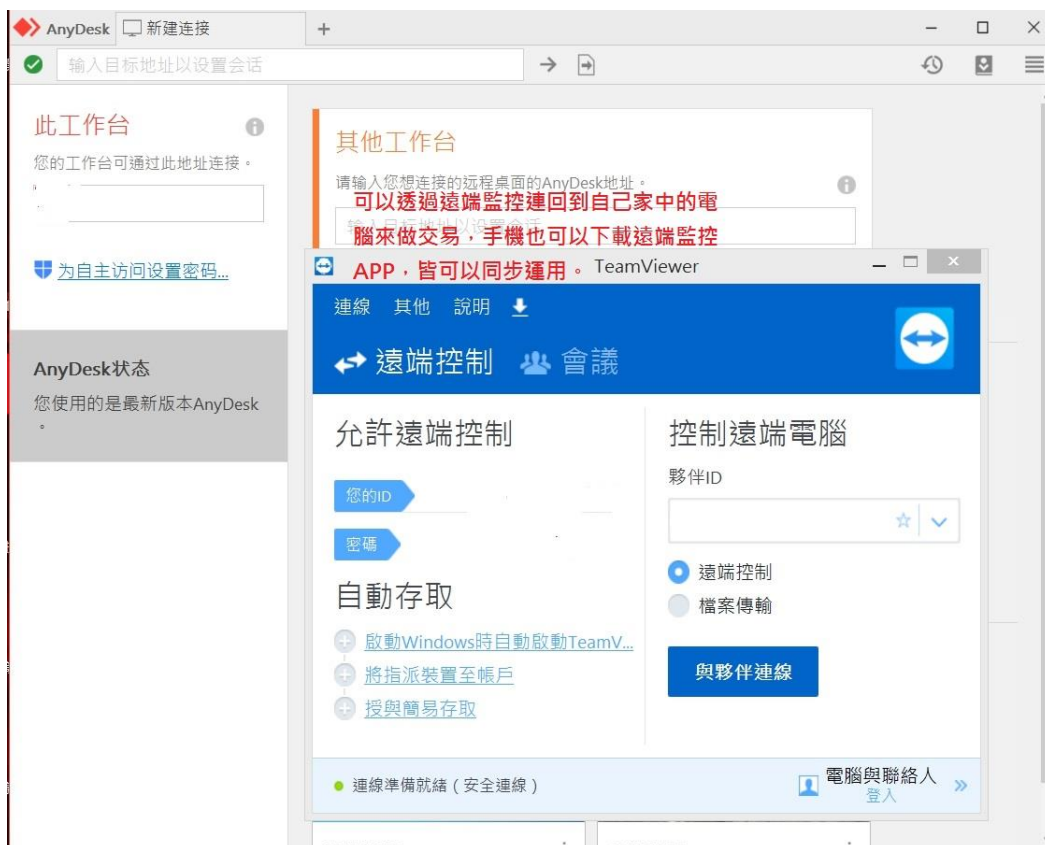 AnyDesk
新建连接
+
输入目标地址以设置会话
此工作台
您的工作台可通过此地址连接。
为自主访问设置密码...
AnyDesk状态
您使用的是最新版本AnyDesk
。
其他工作台
请输入您想连接的远程桌面的AnyDesk地址。
输入目标地址以设置会话
可以透過遠端監控連回到自己家中的電
腦來做交易，手機也可以下載遠端監控
APP，皆可以同步運用。
TeamViewer
連線 其他 說明
遠端控制 會議
允許遠端控制
您的ID
密碼
自動存取
啟動Windows時自動啟動TeamV...
將指派裝置至帳戶
授與簡易存取
控制遠端電腦
夥伴ID
遠端控制
檔案傳輸
與夥伴連線
連線準備就緒（安全連線）
電腦與聯絡人
登入